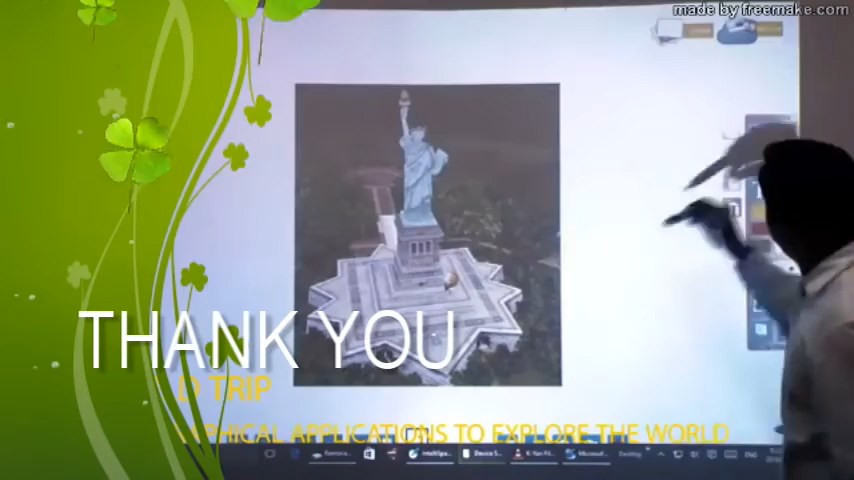 made by freemake.com
THANK YOU
D TRIP
PHICAL APPLICATIONS TO EXPLORE THE WORLD